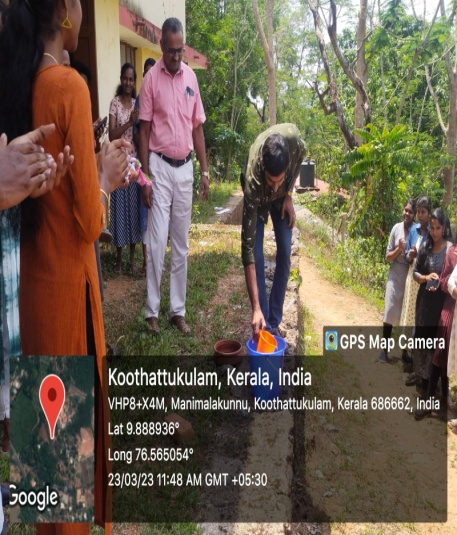 GPS Map Camera
Koothattukulam, Kerala, India
VHP8+X4M, Manimalakunnu, Koothattukulam, Kerala 686662, India
Lat 9.888936°
Long 76.565054°
23/03/23 11:48 AM GMT +05:30
Google